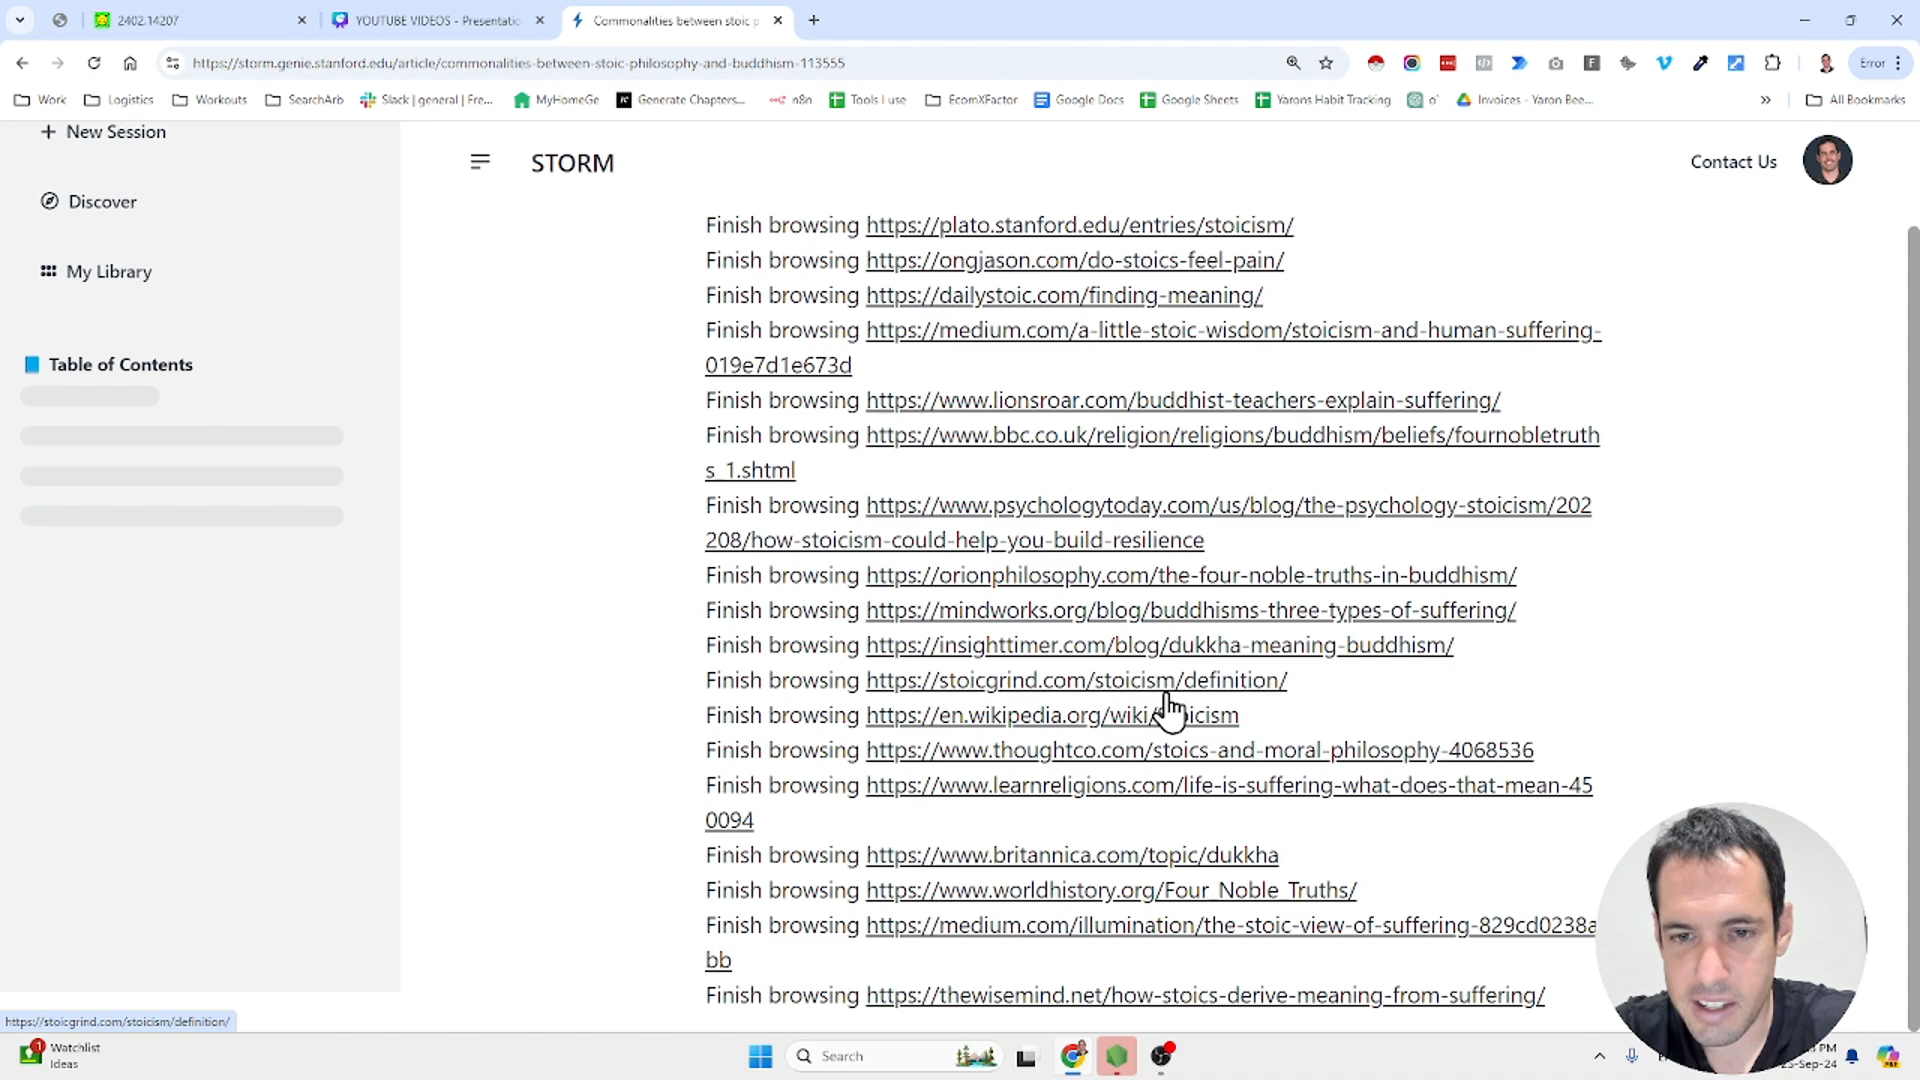 2402.14207
YOUTUBE VIDEOS - Presentatio
Commonalities between stoic p
https://storm.genie.stanford.edu/article/commonalities-between-stoic-philosophy-and-buddhism-113555
Error
Work
Logistics
Workouts
SearchArb
Slack | general | Fre...
MyHomeGe
Generate Chapters...
n8n
Tools I use
EcomXFactor
Google Docs
Google Sheets
Yarons Habit Tracking
o'
Invoices - Yaron Bee...
All Bookmarks
New Session
Discover
My Library
Table of Contents
STORM
Contact Us
Finish browsing https://plato.stanford.edu/entries/stoicism/
Finish browsing https://ongjason.com/do-stoics-feel-pain/
Finish browsing https://dailystoic.com/finding-meaning/
Finish browsing https://medium.com/a-little-stoic-wisdom/stoicism-and-human-suffering-
019e7d1e673d
Finish browsing https://www.lionsroar.com/buddhist-teachers-explain-suffering/
Finish browsing https://www.bbc.co.uk/religion/religions/buddhism/beliefs/fournobletruth
s_1.shtml
Finish browsing https://www.psychologytoday.com/us/blog/the-psychology-stoicism/202
208/how-stoicism-could-help-you-build-resilience
Finish browsing https://orionphilosophy.com/the-four-noble-truths-in-buddhism/
Finish browsing https://mindworks.org/blog/buddhisms-three-types-of-suffering/
Finish browsing https://insighttimer.com/blog/dukkha-meaning-buddhism/
Finish browsing https://stoicgrind.com/stoicism/definition/
Finish browsing https://en.wikipedia.org/wiki/Stoicism
Finish browsing https://www.thoughtco.com/stoics-and-moral-philosophy-4068536
Finish browsing https://www.learnreligions.com/life-is-suffering-what-does-that-mean-45
0094
Finish browsing https://www.britannica.com/topic/dukkha
Finish browsing https://www.worldhistory.org/Four_Noble_Truths/
Finish browsing https://medium.com/illumination/the-stoic-view-of-suffering-829cd0238a
bb
Finish browsing https://thewisemind.net/how-stoics-derive-meaning-from-suffering/
https://stoicgrind.com/stoicism/definition/
1
Watchlist
Ideas
Search
PM
-Sep-24